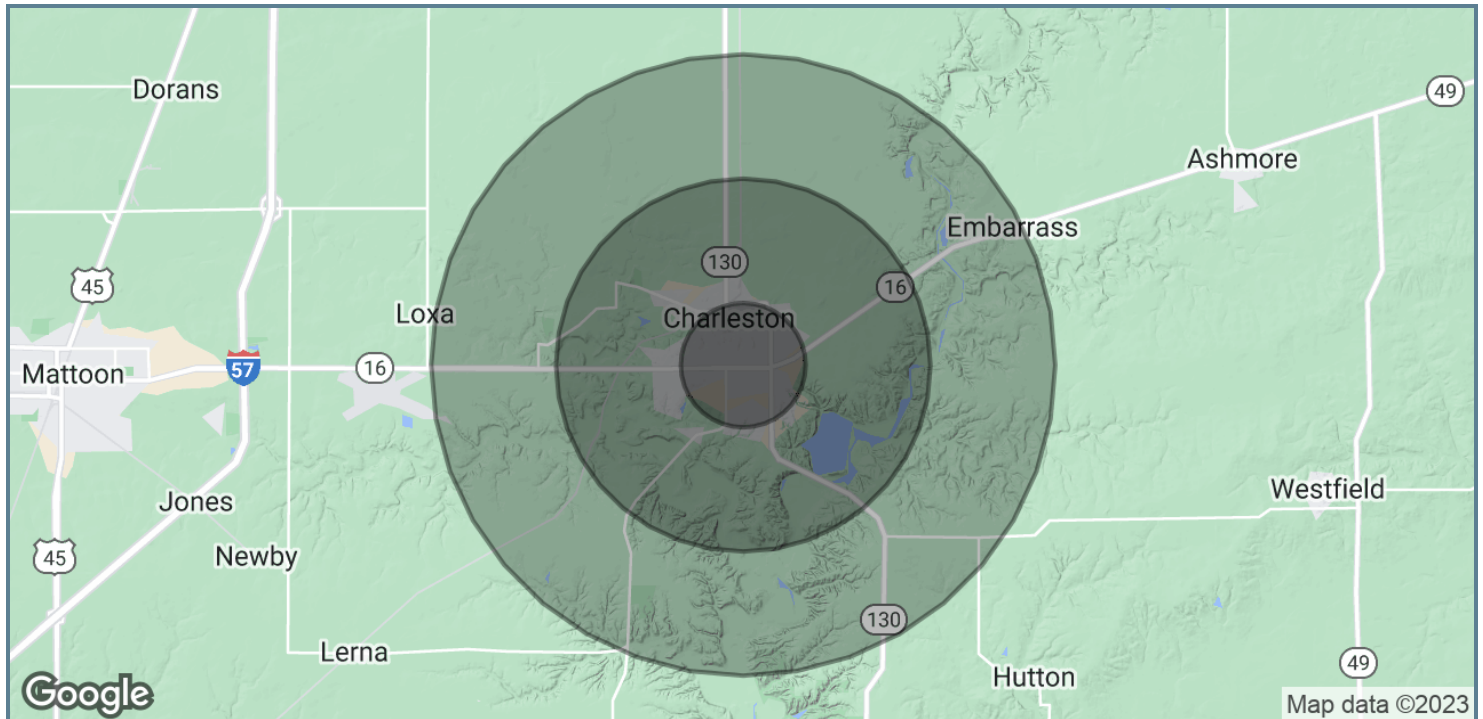 Dorans
49
Ashmore
Embarrass
130
45
16
Loxa
Charleston
16
57
Mattoon
Westfield
Jones
Newby
45
130
Lerna
49
Hutton
Google
Map data ©2023